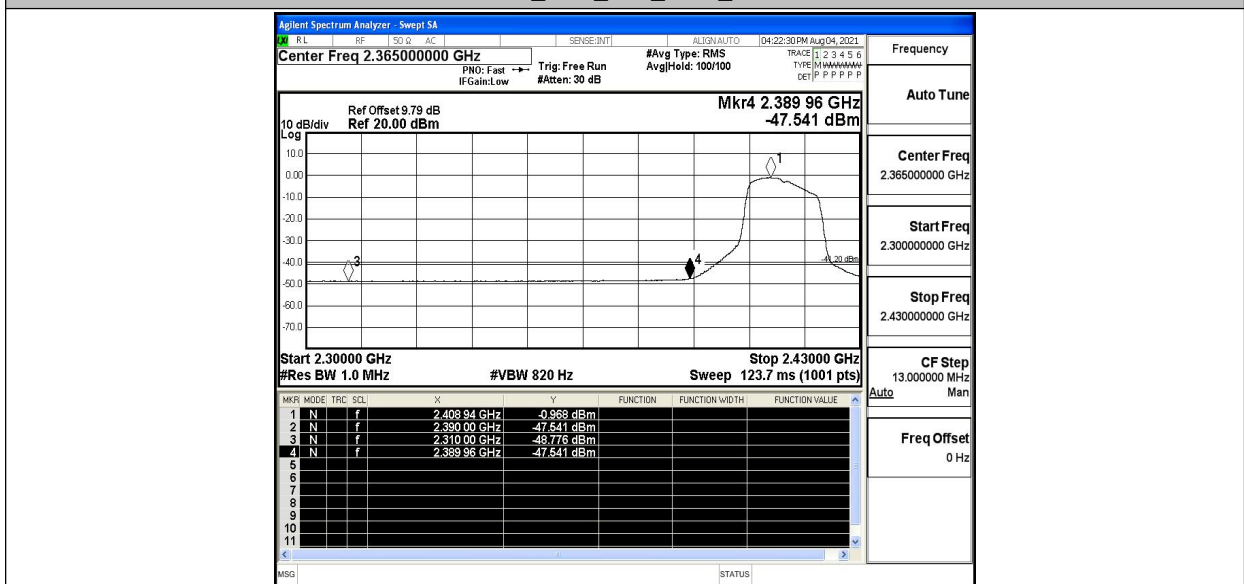 Agilent Spectrum Analyzer - Swept SA
RL RF 50 Ω AC SENSE:INT ALIGNAUTO 04:22:30 PM Aug 04, 2021
Center Freq 2.365000000 GHz
PNO: Fast
IFGain:Low
Trig: Free Run
#Atten: 30 dB
#Avg Type: RMS
Avg|Hold: 100/100
TRACE 1 2 3 4 5 6
TYPE M WWWWW
DET P P P P P P
Ref Offset 9.79 dB
10 dB/div Ref 20.00 dBm
Log
Mkr4 2.389 96 GHz
-47.541 dBm
10.0
0.00
-10.0
-20.0
-30.0
-40.0
-50.0
-60.0
-70.0
1
3
4
-41.20 dBm
Start 2.30000 GHz Stop 2.43000 GHz
#Res BW 1.0 MHz #VBW 820 Hz Sweep 123.7 ms (1001 pts)
MKR MODE TRC SCL X Y FUNCTION FUNCTION WIDTH FUNCTION VALUE
1 N f 2.408 94 GHz -0.968 dBm
2 N f 2.390 00 GHz -47.541 dBm
3 N f 2.310 00 GHz -48.776 dBm
4 N f 2.389 96 GHz -47.541 dBm
5
6
7
8
9
10
11
MSG STATUS
Frequency
Auto Tune
Center Freq
2.365000000 GHz
Start Freq
2.300000000 GHz
Stop Freq
2.430000000 GHz
CF Step
13.000000 MHz
Auto Man
Freq Offset
0 Hz